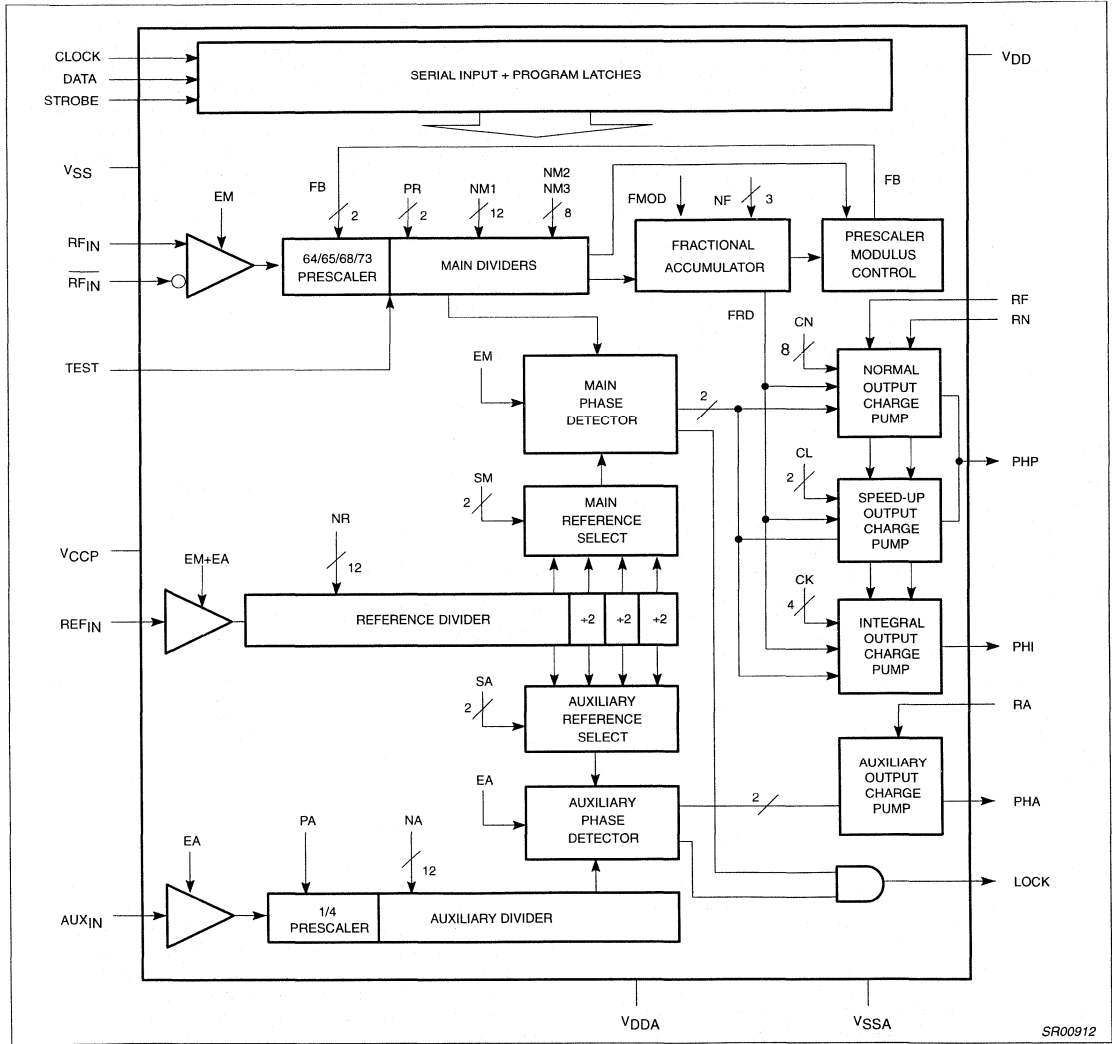 CLOCK
DATA
STROBE
SERIAL INPUT + PROGRAM LATCHES
VDD
VSS
EM
FB
2
PR
2
NM1
12
NM2
NM3
8
FMOD
NF
3
FB
RFIN
RFIN
64/65/68/73
PRESCALER
MAIN DIVIDERS
FRACTIONAL
ACCUMULATOR
PRESCALER
MODULUS
CONTROL
TEST
FRD
RF
RN
CN
8
NORMAL
OUTPUT
CHARGE
PUMP
EM
MAIN
PHASE
DETECTOR
2
PHP
CL
2
SPEED-UP
OUTPUT
CHARGE
PUMP
SM
2
MAIN
REFERENCE
SELECT
VCCP
EM+EA
NR
12
REFIN
REFERENCE DIVIDER
÷2
÷2
÷2
CK
4
INTEGRAL
OUTPUT
CHARGE
PUMP
PHI
SA
2
AUXILIARY
REFERENCE
SELECT
RA
AUXILIARY
OUTPUT
CHARGE
PUMP
PHA
EA
AUXILIARY
PHASE
DETECTOR
2
LOCK
EA
PA
NA
12
AUXIN
1/4
PRESCALER
AUXILIARY DIVIDER
VDDA
VSSA
SR00912